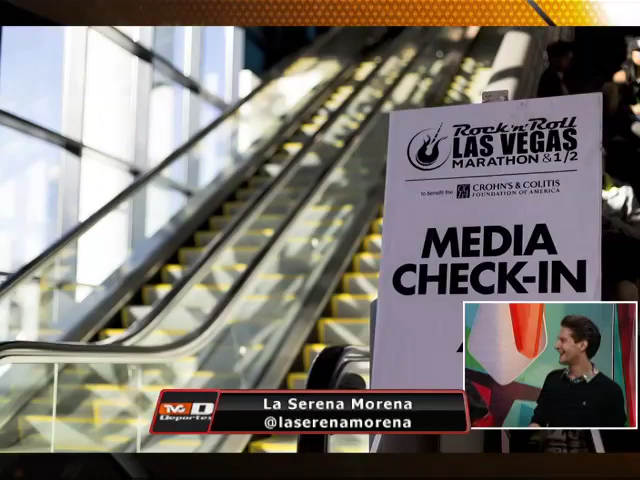 Rock 'n' Roll
LAS VEGAS
MARATHON & 1/2
to benefit the CROHN'S & COLITIS
FOUNDATION OF AMERICA
MEDIA
CHECK-IN
TVC D
Deportes
La Serena Morena
@laserenamorena